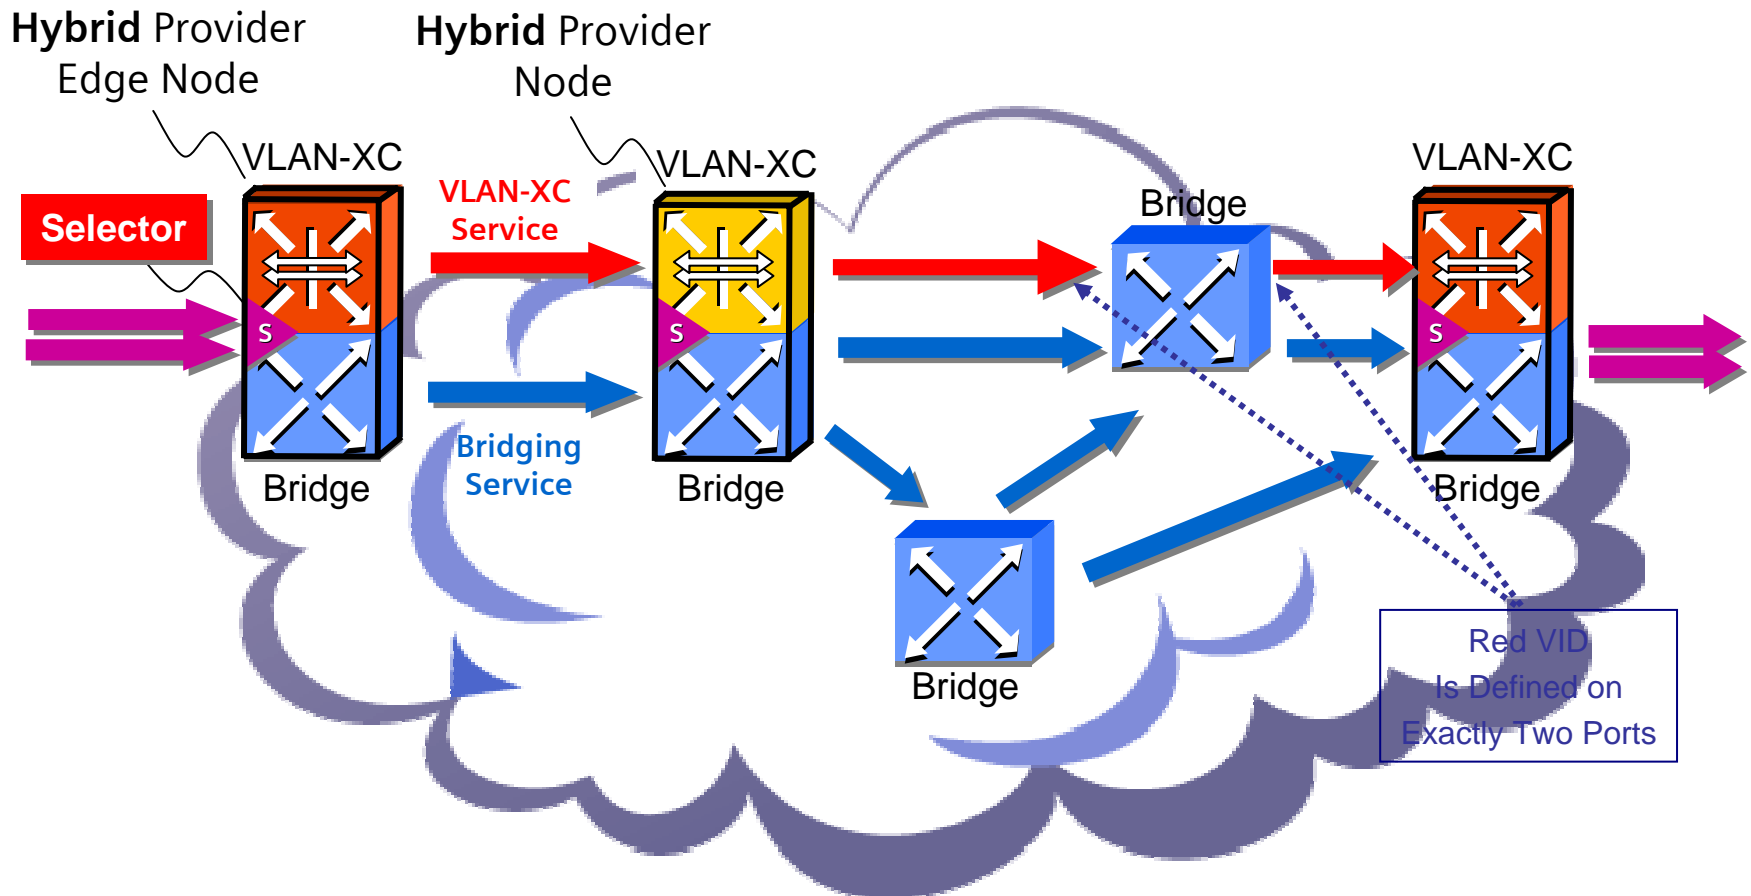 Hybrid Provider
Edge Node
Hybrid Provider
Node
VLAN-XC
VLAN-XC
VLAN-XC
Selector
VLAN-XC
Service
Bridge
S
S
S
Bridging
Service
Bridge
Bridge
Bridge
Bridge
Red VID
Is Defined on
Exactly Two Ports